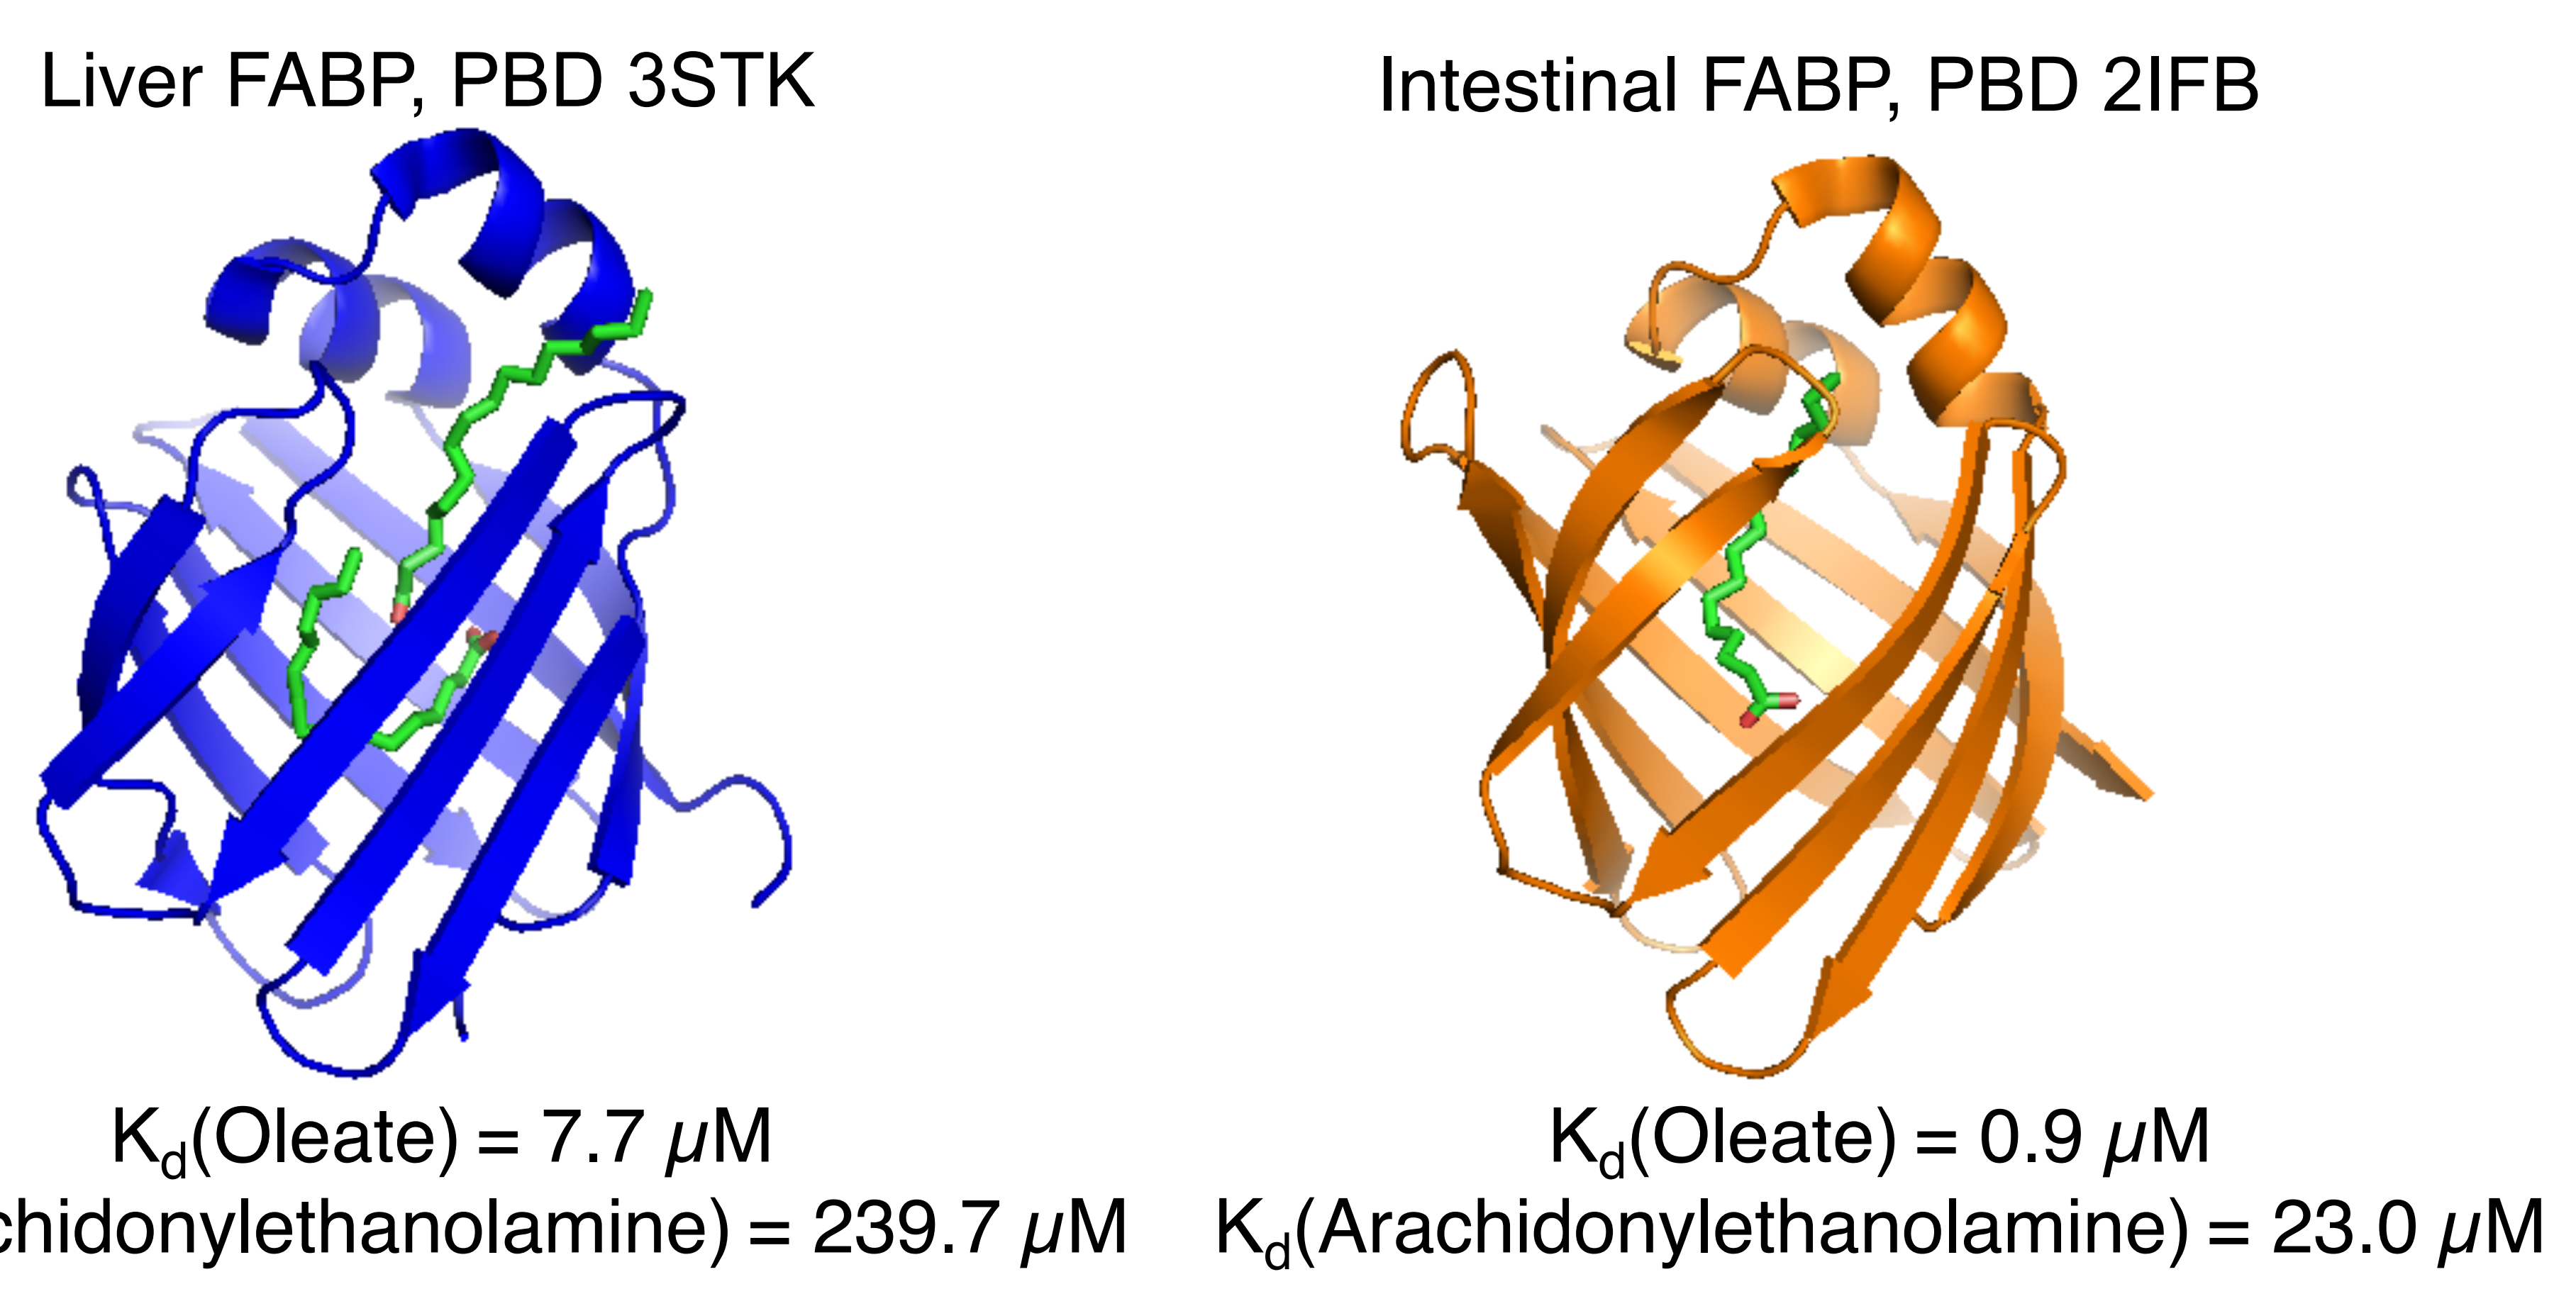 Liver FABP, PBD 3STK
Intestinal FABP, PBD 2IFB
Kd(Oleate) = 7.7 µM
Kd(Oleate) = 0.9 µM
chidonylethanolamine) = 239.7 µM
Kd(Arachidonylethanolamine) = 23.0 µM